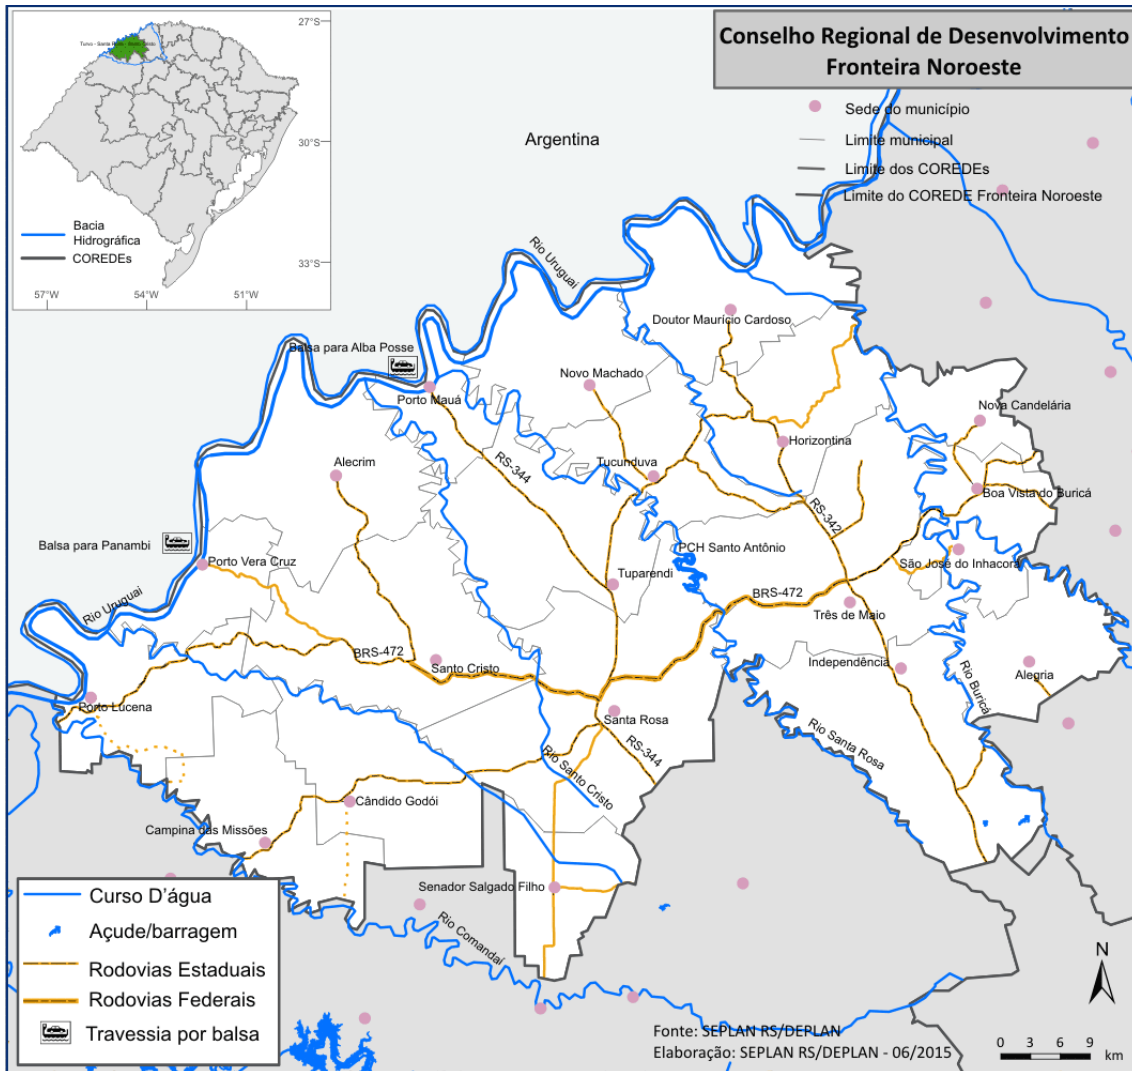 Conselho Regional de Desenvolvimento
Fronteira Noroeste
27°S
30°S
33°S
57°W
54°W
51°W
Bacia
Hidrográfica
COREDEs
Argentina
Sede do município
Limite municipal
Limite dos COREDEs
Limite do COREDE Fronteira Noroeste
Rio Uruguai
Doutor Maurício Cardoso
Balsa para Alba Posse
Novo Machado
Porto Mauá
Nova Candelária
Horizontina
Alecrim
RS-344
Tucunduva
Boa Vista do Buricá
RS-342
Balsa para Panambi
PCH Santo Antônio
Porto Vera Cruz
São José do Inhacorá
Tuparendi
BRS-472
Rio Uruguai
Três de Maio
BRS-472
Santo Cristo
Independência
Alegria
Rio Buricá
Porto Lucena
Santa Rosa
Rio Santa Rosa
RS-344
Rio Santo Cristo
Cândido Godói
Campina das Missões
Senador Salgado Filho
Rio Comandaí
Curso D'água
Açude/barragem
Rodovias Estaduais
Rodovias Federais
Travessia por balsa
N
Fonte: SEPLAN RS/DEPLAN
Elaboração: SEPLAN RS/DEPLAN - 06/2015
0 3 6 9
km